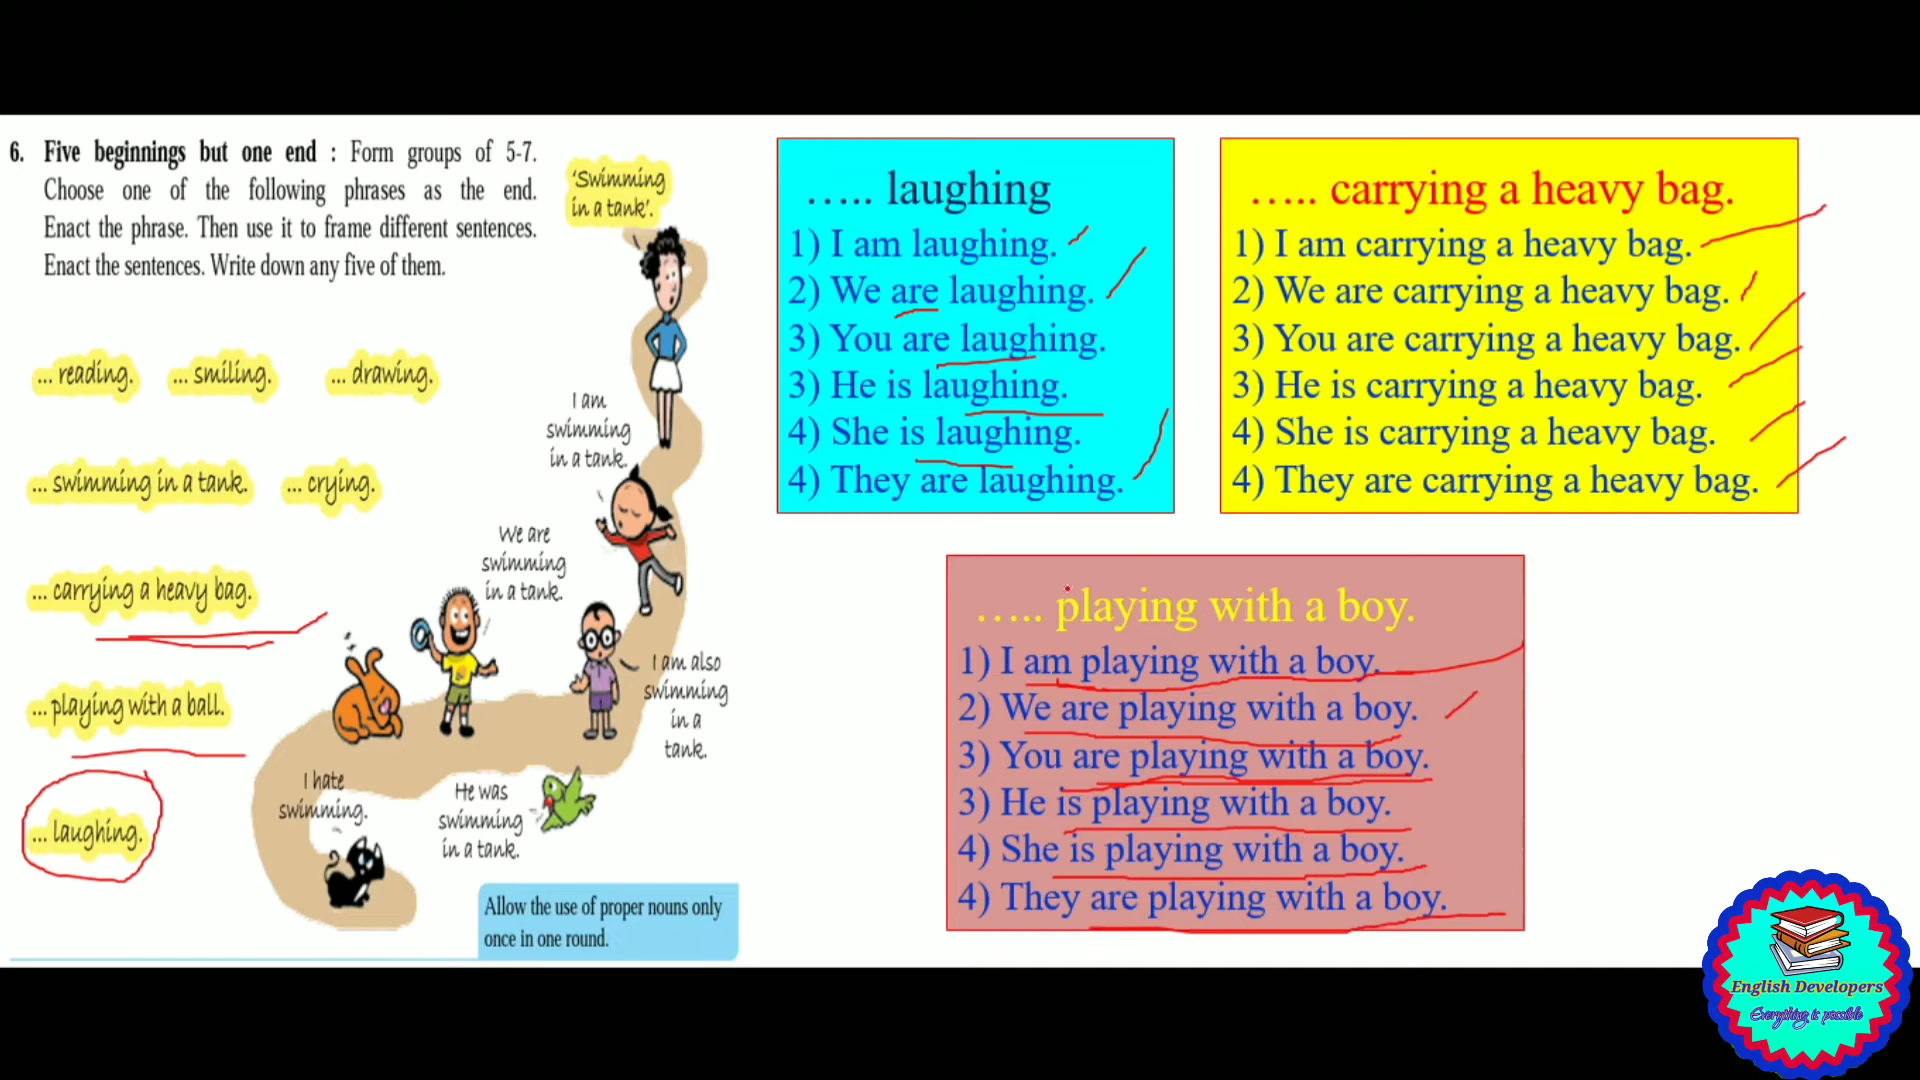 6. Five beginnings but one end : Form groups of 5-7.
Choose one of the following phrases as the end.
Enact the phrase. Then use it to frame different sentences.
Enact the sentences. Write down any five of them.
'Swimming
in a tank'.
... reading.
... smiling.
... drawing.
... swimming in a tank.
... crying.
... carrying a heavy bag.
... playing with a ball.
... laughing.
I am
swimming
in a tank.
We are
swimming
in a tank.
I am also
swimming
in a
tank.
He was
swimming
in a tank.
I hate
swimming.
Allow the use of proper nouns only
once in one round.
….. laughing
1) I am laughing.
2) We are laughing.
3) You are laughing.
3) He is laughing.
4) She is laughing.
4) They are laughing.
….. carrying a heavy bag.
1) I am carrying a heavy bag.
2) We are carrying a heavy bag.
3) You are carrying a heavy bag.
3) He is carrying a heavy bag.
4) She is carrying a heavy bag.
4) They are carrying a heavy bag.
….. playing with a boy.
1) I am playing with a boy.
2) We are playing with a boy.
3) You are playing with a boy.
3) He is playing with a boy.
4) She is playing with a boy.
4) They are playing with a boy.
English Developers
Everything is possible